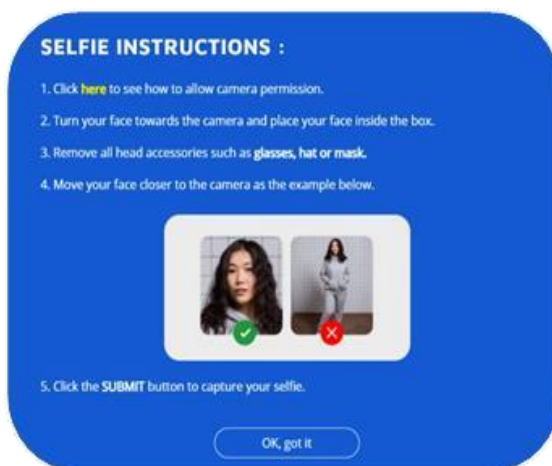 SELFIE INSTRUCTIONS :
1. Click here to see how to allow camera permission.
2. Turn your face towards the camera and place your face inside the box.
3. Remove all head accessories such as glasses, hat or mask.
4. Move your face closer to the camera as the example below.
5. Click the SUBMIT button to capture your selfie.
OK, got it